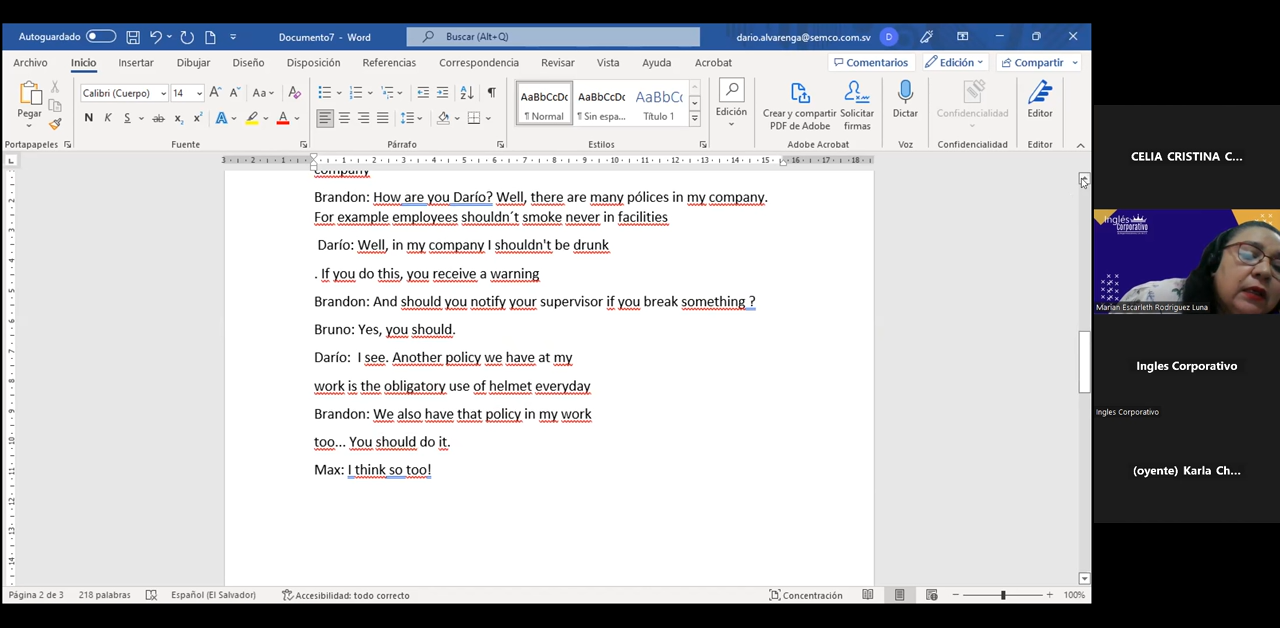 Autoguardado
Documento7 - Word
Buscar (Alt+Q)
dario.alvarenga@semco.com.sv
D
Archivo Inicio Insertar Dibujar Diseño Disposición Referencias Correspondencia Revisar Vista Ayuda Acrobat
Comentarios Edición Compartir
Pegar
Calibri (Cuerpo) 14
AaBbCcDc AaBbCcDc AaBbCc
¶ Normal ¶ Sin espa... Título 1
Edición
Crear y compartir PDF de Adobe
Solicitar firmas
Dictar
Confidencialidad
Editor
Portapapeles Fuente Párrafo Estilos Adobe Acrobat Voz Confidencialidad Editor
company
Brandon: How are you Darío? Well, there are many pólices in my company.
For example employees shouldn´t smoke never in facilities
Darío: Well, in my company I shouldn't be drunk
. If you do this, you receive a warning
Brandon: And should you notify your supervisor if you break something ?
Bruno: Yes, you should.
Darío: I see. Another policy we have at my
work is the obligatory use of helmet everyday
Brandon: We also have that policy in my work
too... You should do it.
Max: I think so too!
Página 2 de 3 218 palabras Español (El Salvador) Accesibilidad: todo correcto Concentración 100%
CELIA CRISTINA C...
Inglés
Corporativo
Marian Escarleth Rodriguez Luna
Ingles Corporativo
Ingles Corporativo
(oyente) Karla Ch...